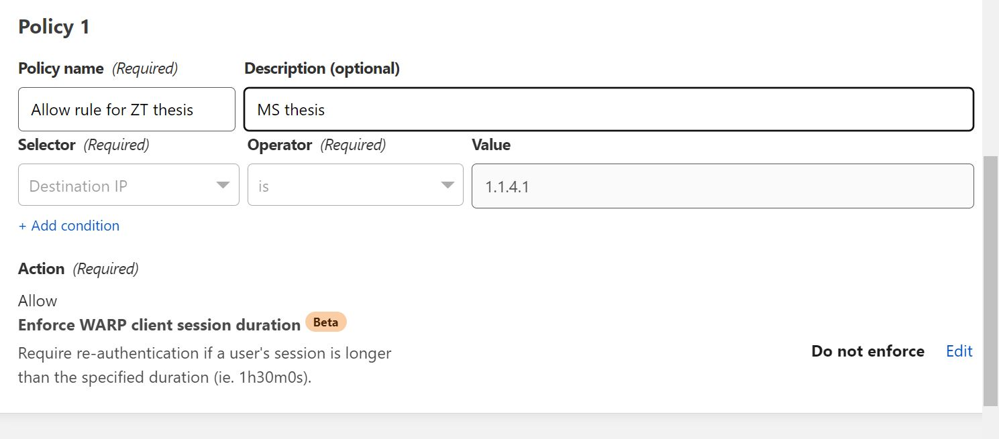 Policy 1
Policy name (Required) Description (optional)
Allow rule for ZT thesis MS thesis
Selector (Required) Operator (Required) Value
Destination IP is 1.1.4.1
+ Add condition
Action (Required)
Allow
Enforce WARP client session duration Beta
Require re-authentication if a user's session is longer
than the specified duration (ie. 1h30m0s).
Do not enforce Edit